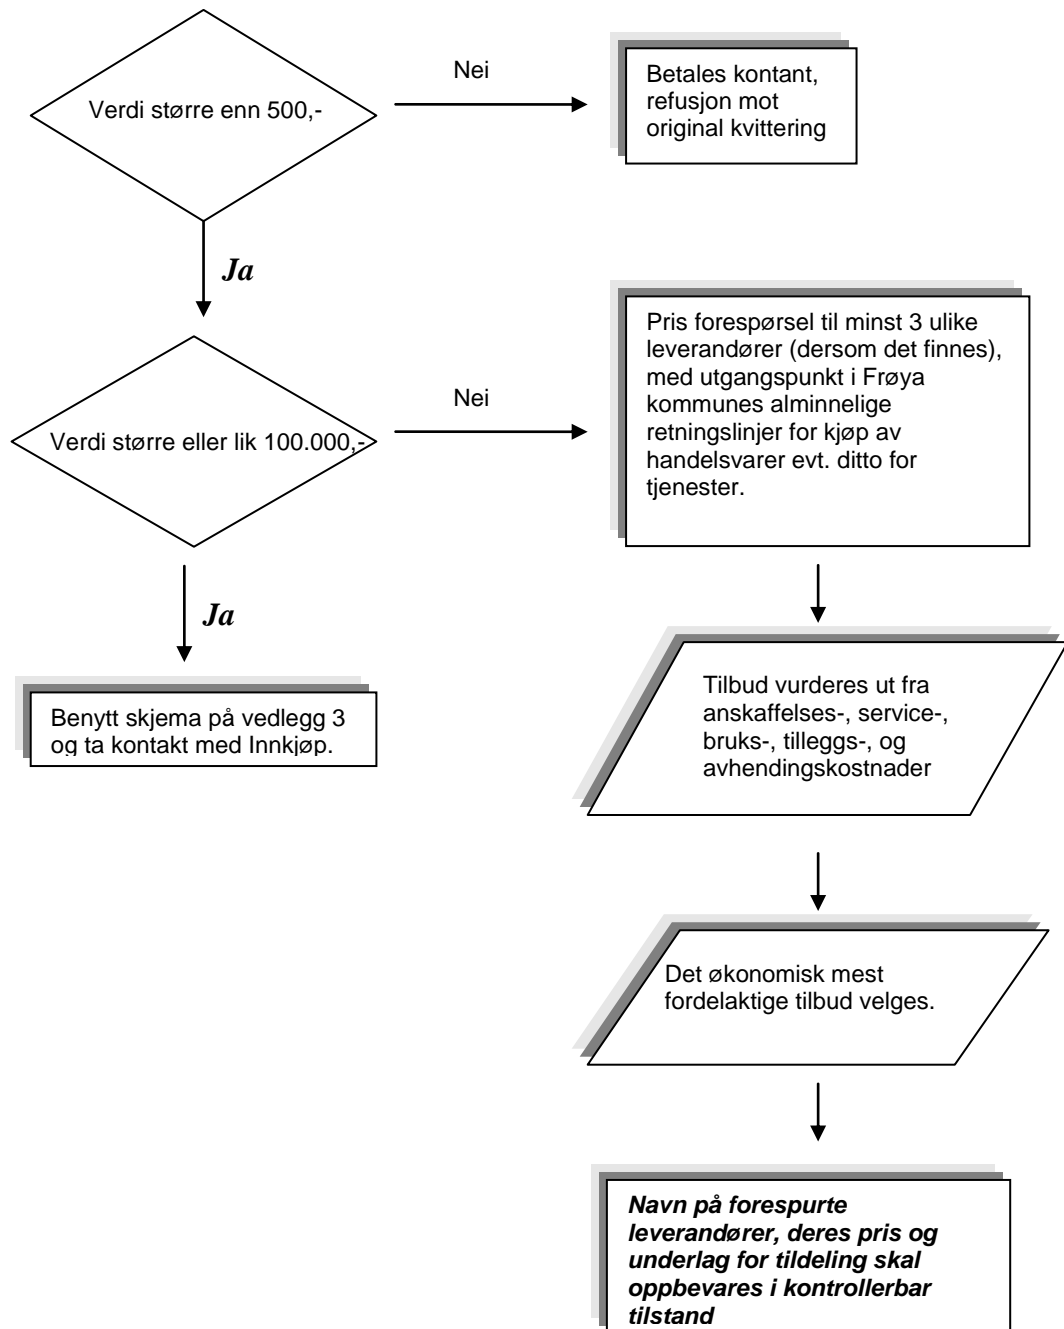 Verdi større enn 500,-
Nei
Betales kontant,
refusjon mot
original kvittering
Ja
Verdi større eller lik 100.000,-
Nei
Pris forespørsel til minst 3 ulike
leverandører (dersom det finnes),
med utgangspunkt i Frøya
kommunes alminnelige
retningslinjer for kjøp av
handelsvarer evt. ditto for
tjenester.
Ja
Benytt skjema på vedlegg 3
og ta kontakt med Innkjøp.
Tilbud vurderes ut fra
anskaffelses-, service-,
bruks-, tilleggs-, og
avhendingskostnader
Det økonomisk mest
fordelaktige tilbud velges.
Navn på forespurte
leverandører, deres pris og
underlag for tildeling skal
oppbevares i kontrollerbar
tilstand